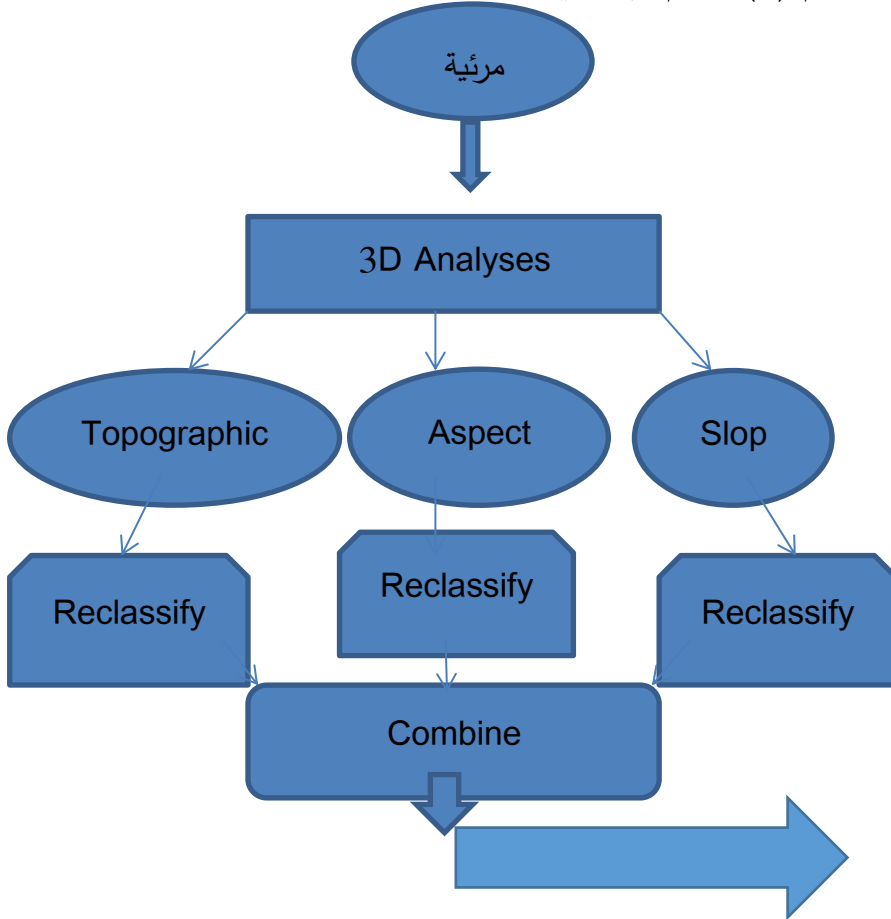 مرئية
3D Analyses
Topographic
Aspect
Slop
Reclassify
Reclassify
Reclassify
Combine